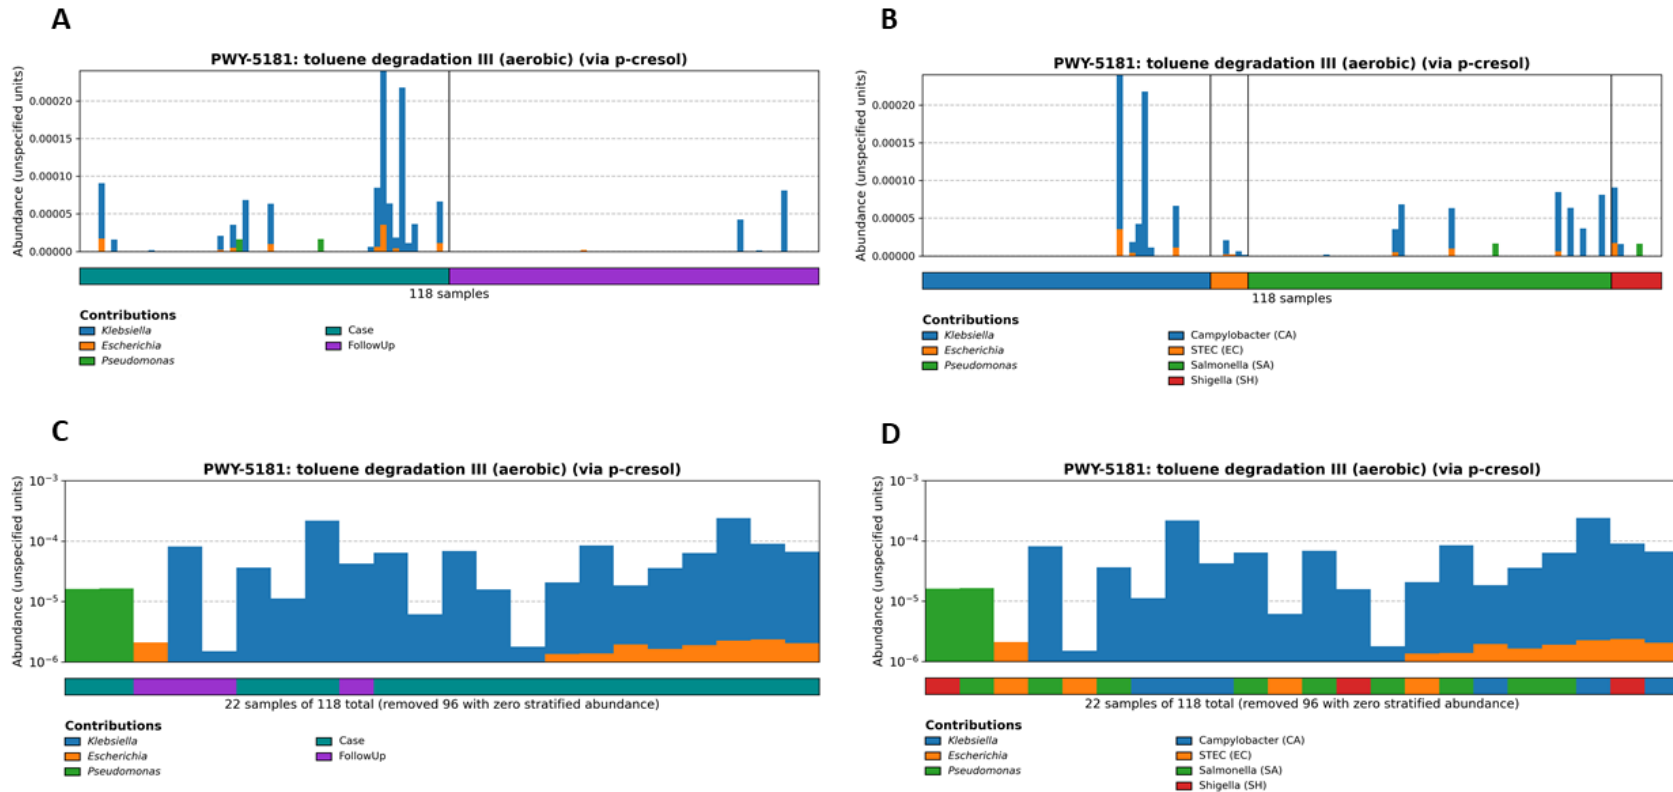 A
PWY-5181: toluene degradation III (aerobic) (via p-cresol)
Abundance (unspecified units)
0.00020
0.00015
0.00010
0.00005
0.00000
118 samples
Contributions
Klebsiella
Escherichia
Pseudomonas
Case
FollowUp
B
PWY-5181: toluene degradation III (aerobic) (via p-cresol)
Abundance (unspecified units)
0.00020
0.00015
0.00010
0.00005
0.00000
118 samples
Contributions
Klebsiella
Escherichia
Pseudomonas
Campylobacter (CA)
STEC (EC)
Salmonella (SA)
Shigella (SH)
C
PWY-5181: toluene degradation III (aerobic) (via p-cresol)
Abundance (unspecified units)
10⁻³
10⁻⁴
10⁻⁵
10⁻⁶
22 samples of 118 total (removed 96 with zero stratified abundance)
Contributions
Klebsiella
Escherichia
Pseudomonas
Case
FollowUp
D
PWY-5181: toluene degradation III (aerobic) (via p-cresol)
Abundance (unspecified units)
10⁻³
10⁻⁴
10⁻⁵
10⁻⁶
22 samples of 118 total (removed 96 with zero stratified abundance)
Contributions
Klebsiella
Escherichia
Pseudomonas
Campylobacter (CA)
STEC (EC)
Salmonella (SA)
Shigella (SH)